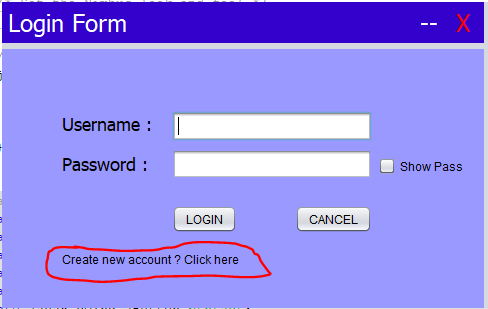 Login Form -- X
Username :
Password : Show Pass
LOGIN CANCEL
Create new account ? Click here